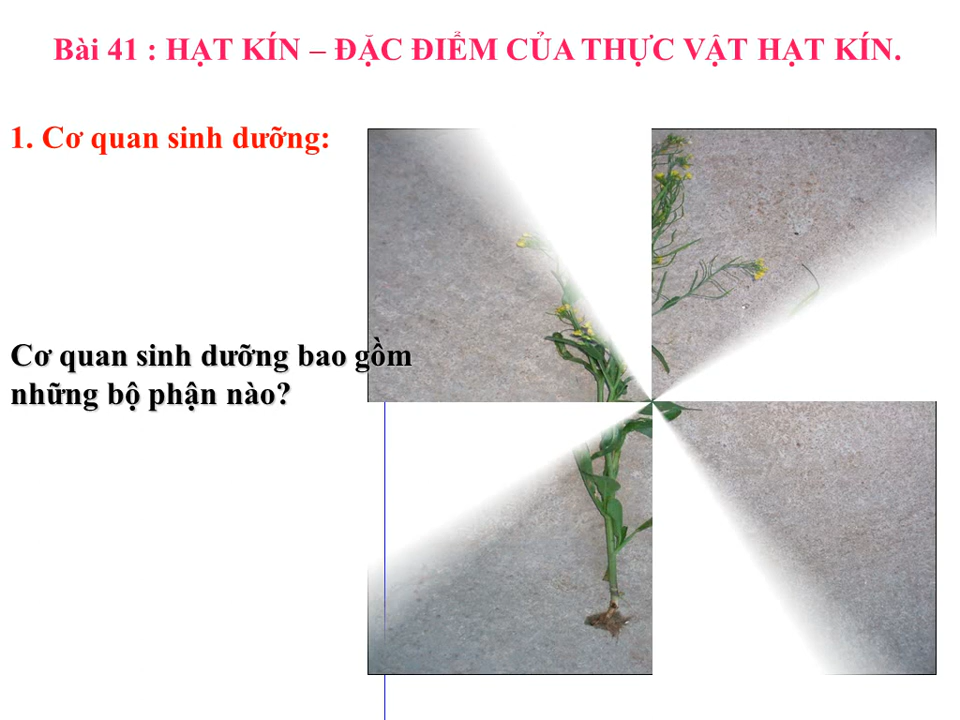 Bài 41 : HẠT KÍN – ĐẶC ĐIỂM CỦA THỰC VẬT HẠT KÍN.
1. Cơ quan sinh dưỡng:
Cơ quan sinh dưỡng bao gồm
những bộ phận nào?